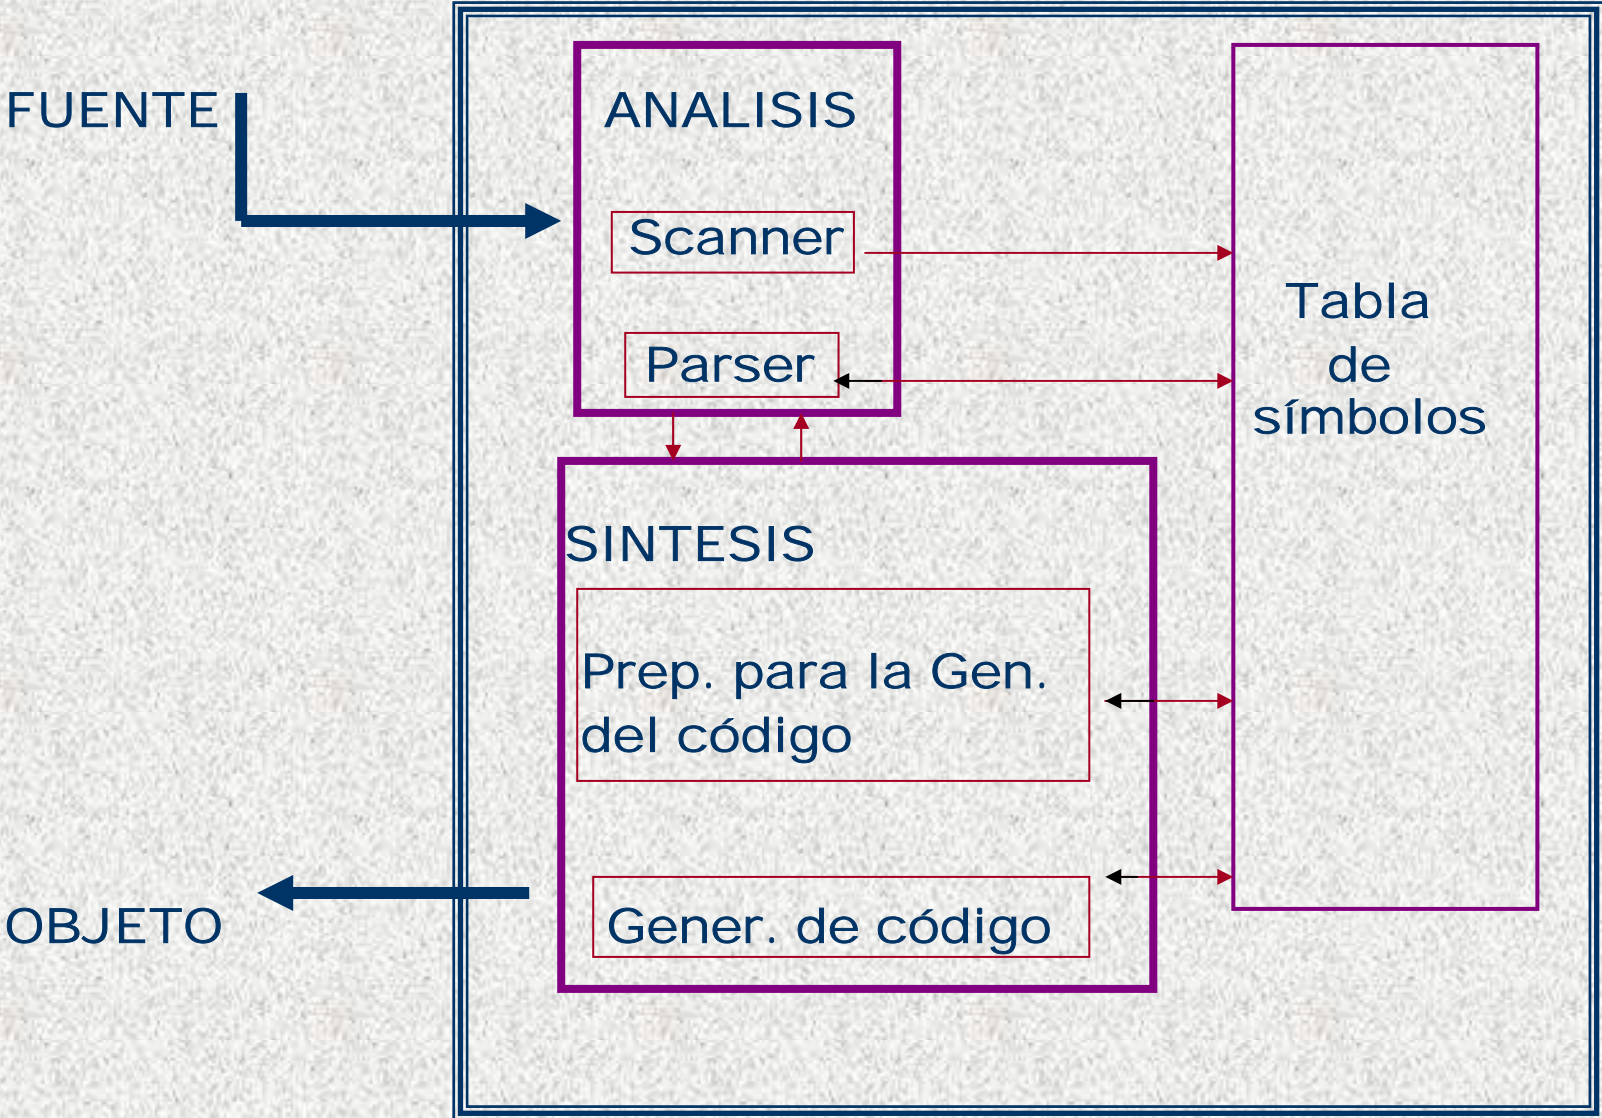 FUENTE
ANALISIS
Scanner
Parser
Tabla
de
símbolos
SINTESIS
Prep. para la Gen.
del código
Gener. de código
OBJETO